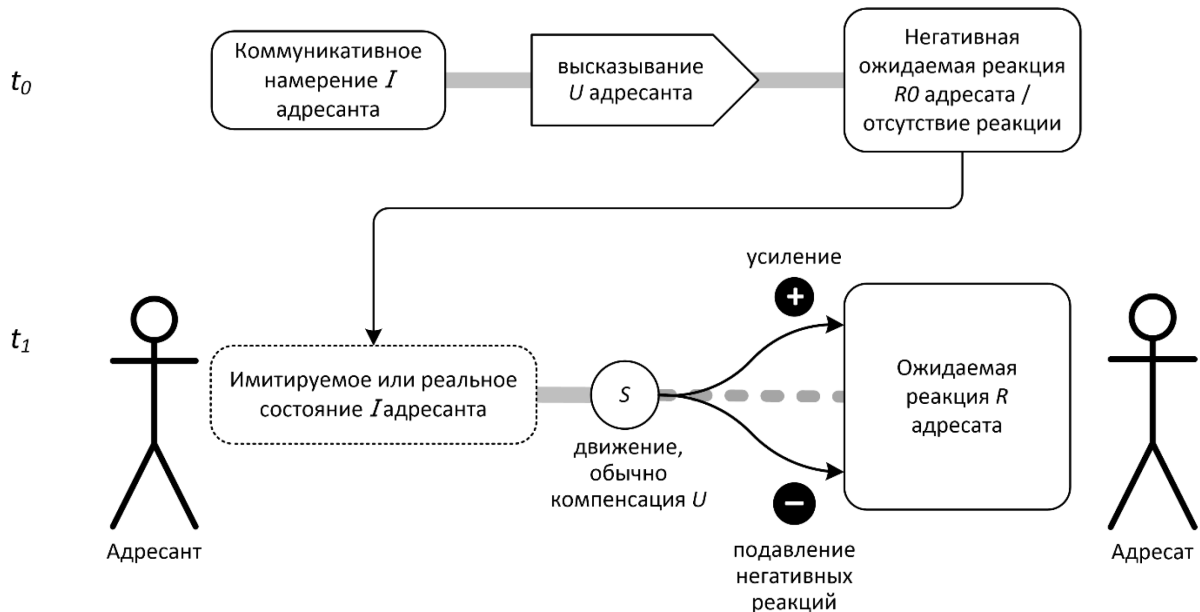 t0
Коммуникативное
намерение I
адресанта
высказывание
U адресанта
Негативная
ожидаемая реакция
R0 адресата /
отсутствие реакции
t1
Адресант
Имитируемое или реальное
состояние I адресанта
S
движение,
обычно
компенсация U
усиление
+
−
подавление
негативных
реакций
Ожидаемая
реакция R
адресата
Адресат